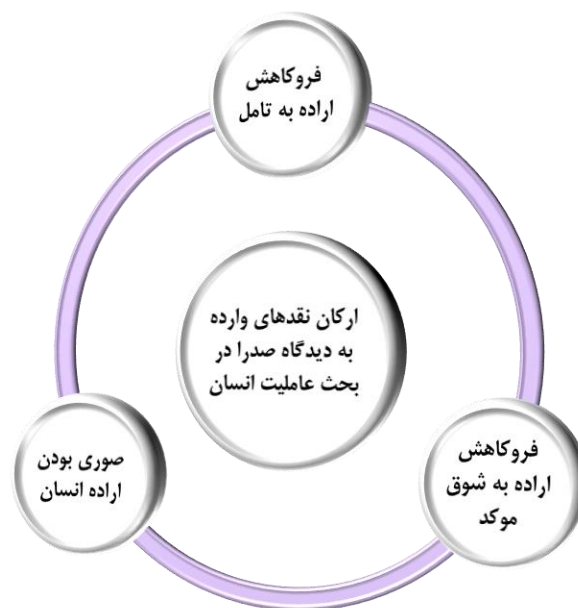 فروکاهش
اراده به تامل
ارکان نقدهای وارده
به دیدگاه صدرا در
بحث عاملیت انسان
فروکاهش
اراده به شوق
موکد
صوری بودن
اراده انسان